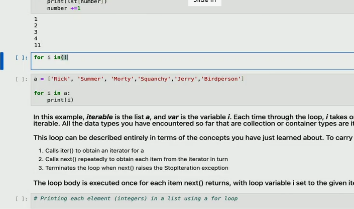 print(list[number])
number +=1
1
2
3
4
11
[ ]: for i in()
[ ]: a = ['Rick', 'Summer', 'Morty','Squanchy','Jerry','Birdperson']
for i in a:
print(i)
In this example, iterable is the list a, and var is the variable i. Each time through the loop, i takes o
iterable. All the data types you have encountered so far that are collection or container types are it
This loop can be described entirely in terms of the concepts you have just learned about. To carry
1. Calls iter() to obtain an iterator for a
2. Calls next() repeatedly to obtain each item from the iterator in turn
3. Terminates the loop when next() raises the StopIteration exception
The loop body is executed once for each item next() returns, with loop variable i set to the given ite
[ ]: # Printing each element (integers) in a list using a for loop